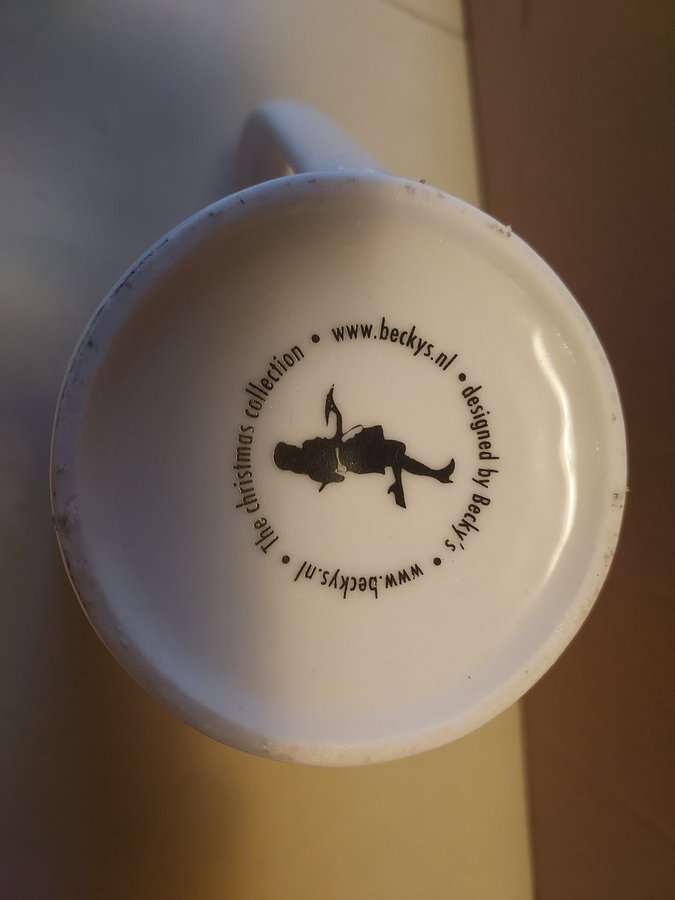 The christmas collection • www.beckys.nl • designed by Becky's • www.beckys.nl •